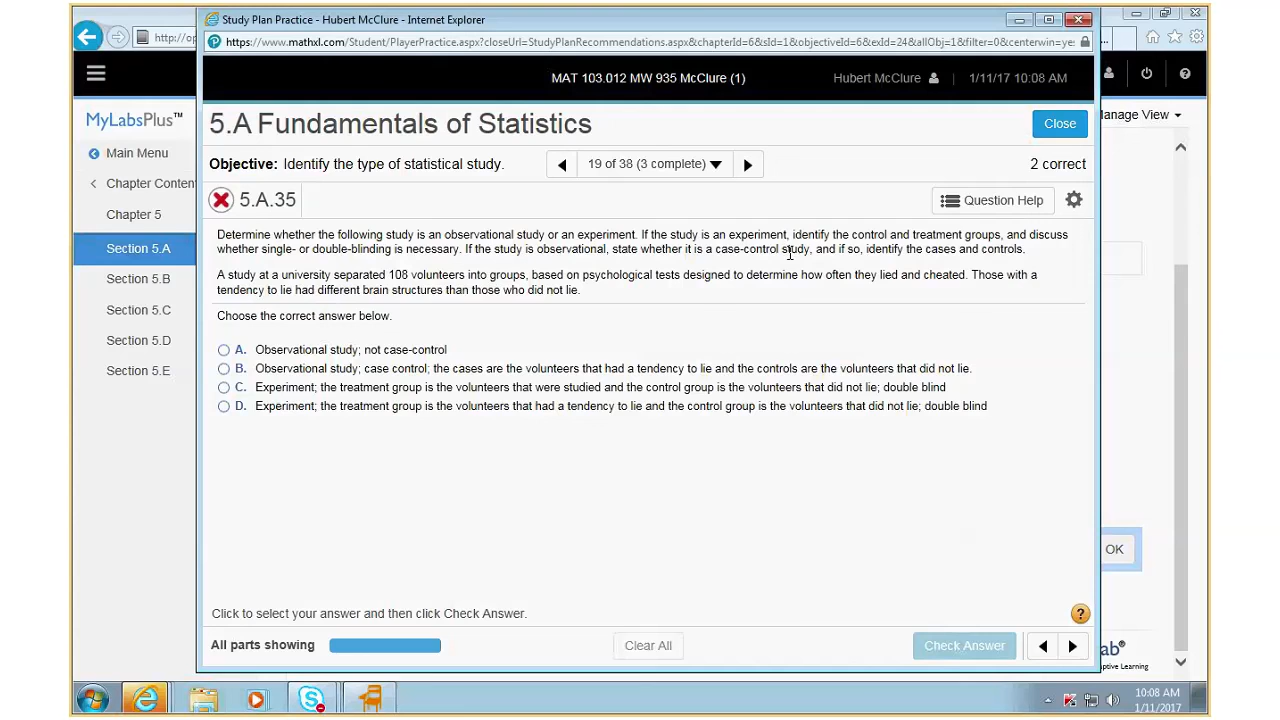 Study Plan Practice - Hubert McClure - Internet Explorer
https://www.mathxl.com/Student/PlayerPractice.aspx?closeUrl=StudyPlanRecommendations.aspx&chapterId=6&sId=1&objectiveId=6&exId=24&allObj=1&filter=0&centerwin=yes
MAT 103.012 MW 935 McClure (1)
Hubert McClure
1/11/17 10:08 AM
MyLabsPlus™
Main Menu
Chapter Conten
Chapter 5
Section 5.A
Section 5.B
Section 5.C
Section 5.D
Section 5.E
anage View
5.A Fundamentals of Statistics
Close
Objective: Identify the type of statistical study.
19 of 38 (3 complete)
2 correct
5.A.35
Question Help
Determine whether the following study is an observational study or an experiment. If the study is an experiment, identify the control and treatment groups, and discuss
whether single- or double-blinding is necessary. If the study is observational, state whether it is a case-control study, and if so, identify the cases and controls.
A study at a university separated 108 volunteers into groups, based on psychological tests designed to determine how often they lied and cheated. Those with a
tendency to lie had different brain structures than those who did not lie.
Choose the correct answer below.
A. Observational study; not case-control
B. Observational study; case control; the cases are the volunteers that had a tendency to lie and the controls are the volunteers that did not lie.
C. Experiment; the treatment group is the volunteers that were studied and the control group is the volunteers that did not lie; double blind
D. Experiment; the treatment group is the volunteers that had a tendency to lie and the control group is the volunteers that did not lie; double blind
OK
Click to select your answer and then click Check Answer.
?
All parts showing
Clear All
Check Answer
ab®
ptive Learning
10:08 AM
1/11/2017